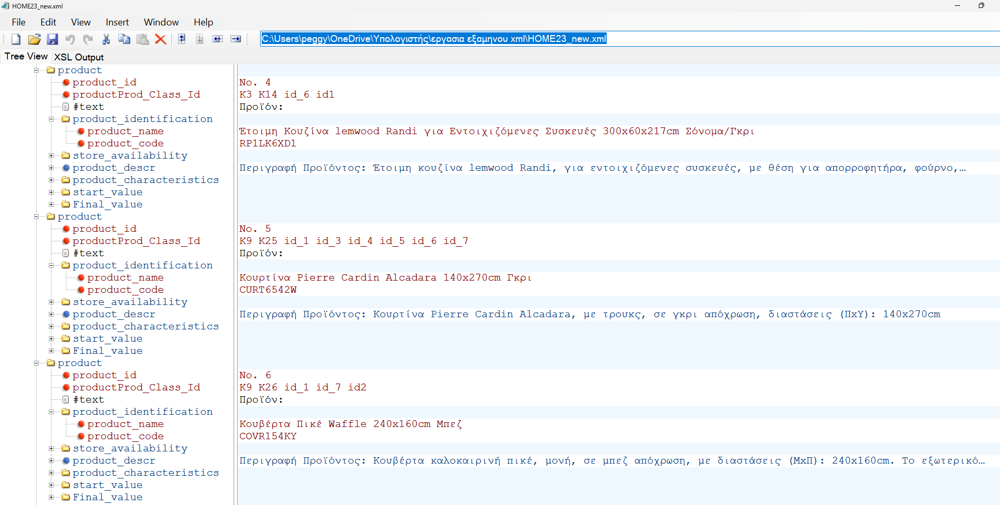 HOME23_new.xml
File Edit View Insert Window Help
C:\Users\peggy\OneDrive\Υπολογιστής\εργασια εξαμηνου xml\HOME23_new.xml
Tree View XSL Output
product
product_id No. 4
productProd_Class_Id K3 K14 id_6 id1
#text Προϊόν:
product_identification
product_name Έτοιμη Κουζίνα lemwood Randi για Εντοιχιζόμενες Συσκευές 300x60x217cm Σόνομα/Γκρι
product_code RP1LK6XD1
store_availability
product_descr Περιγραφή Προϊόντος: Έτοιμη κουζίνα lemwood Randi, για εντοιχιζόμενες συσκευές, με θέση για απορροφητήρα, φούρνο,…
product_characteristics
start_value
Final_value
product
product_id No. 5
productProd_Class_Id K9 K25 id_1 id_3 id_4 id_5 id_6 id_7
#text Προϊόν:
product_identification
product_name Κουρτίνα Pierre Cardin Alcadara 140x270cm Γκρι
product_code CURT6542W
store_availability
product_descr Περιγραφή Προϊόντος: Κουρτίνα Pierre Cardin Alcadara, με τρουκς, σε γκρι απόχρωση, διαστάσεις (ΠxΥ): 140x270cm
product_characteristics
start_value
Final_value
product
product_id No. 6
productProd_Class_Id K9 K26 id_1 id_7 id2
#text Προϊόν:
product_identification
product_name Κουβέρτα Πικέ Waffle 240x160cm Μπεζ
product_code COVR154KY
store_availability
product_descr Περιγραφή Προϊόντος: Κουβέρτα καλοκαιρινή πικέ, μονή, σε μπεζ απόχρωση, με διαστάσεις (ΜxΠ): 240x160cm. Το εξωτερικό…
product_characteristics
start_value
Final_value